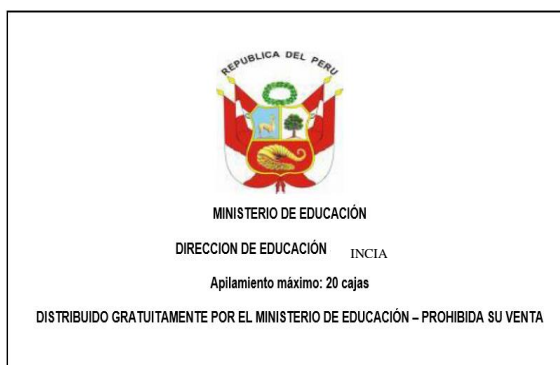 REPUBLICA DEL PERU
MINISTERIO DE EDUCACIÓN
DIRECCION DE EDUCACIÓN INCIA
Apilamiento máximo: 20 cajas
DISTRIBUIDO GRATUITAMENTE POR EL MINISTERIO DE EDUCACIÓN – PROHIBIDA SU VENTA